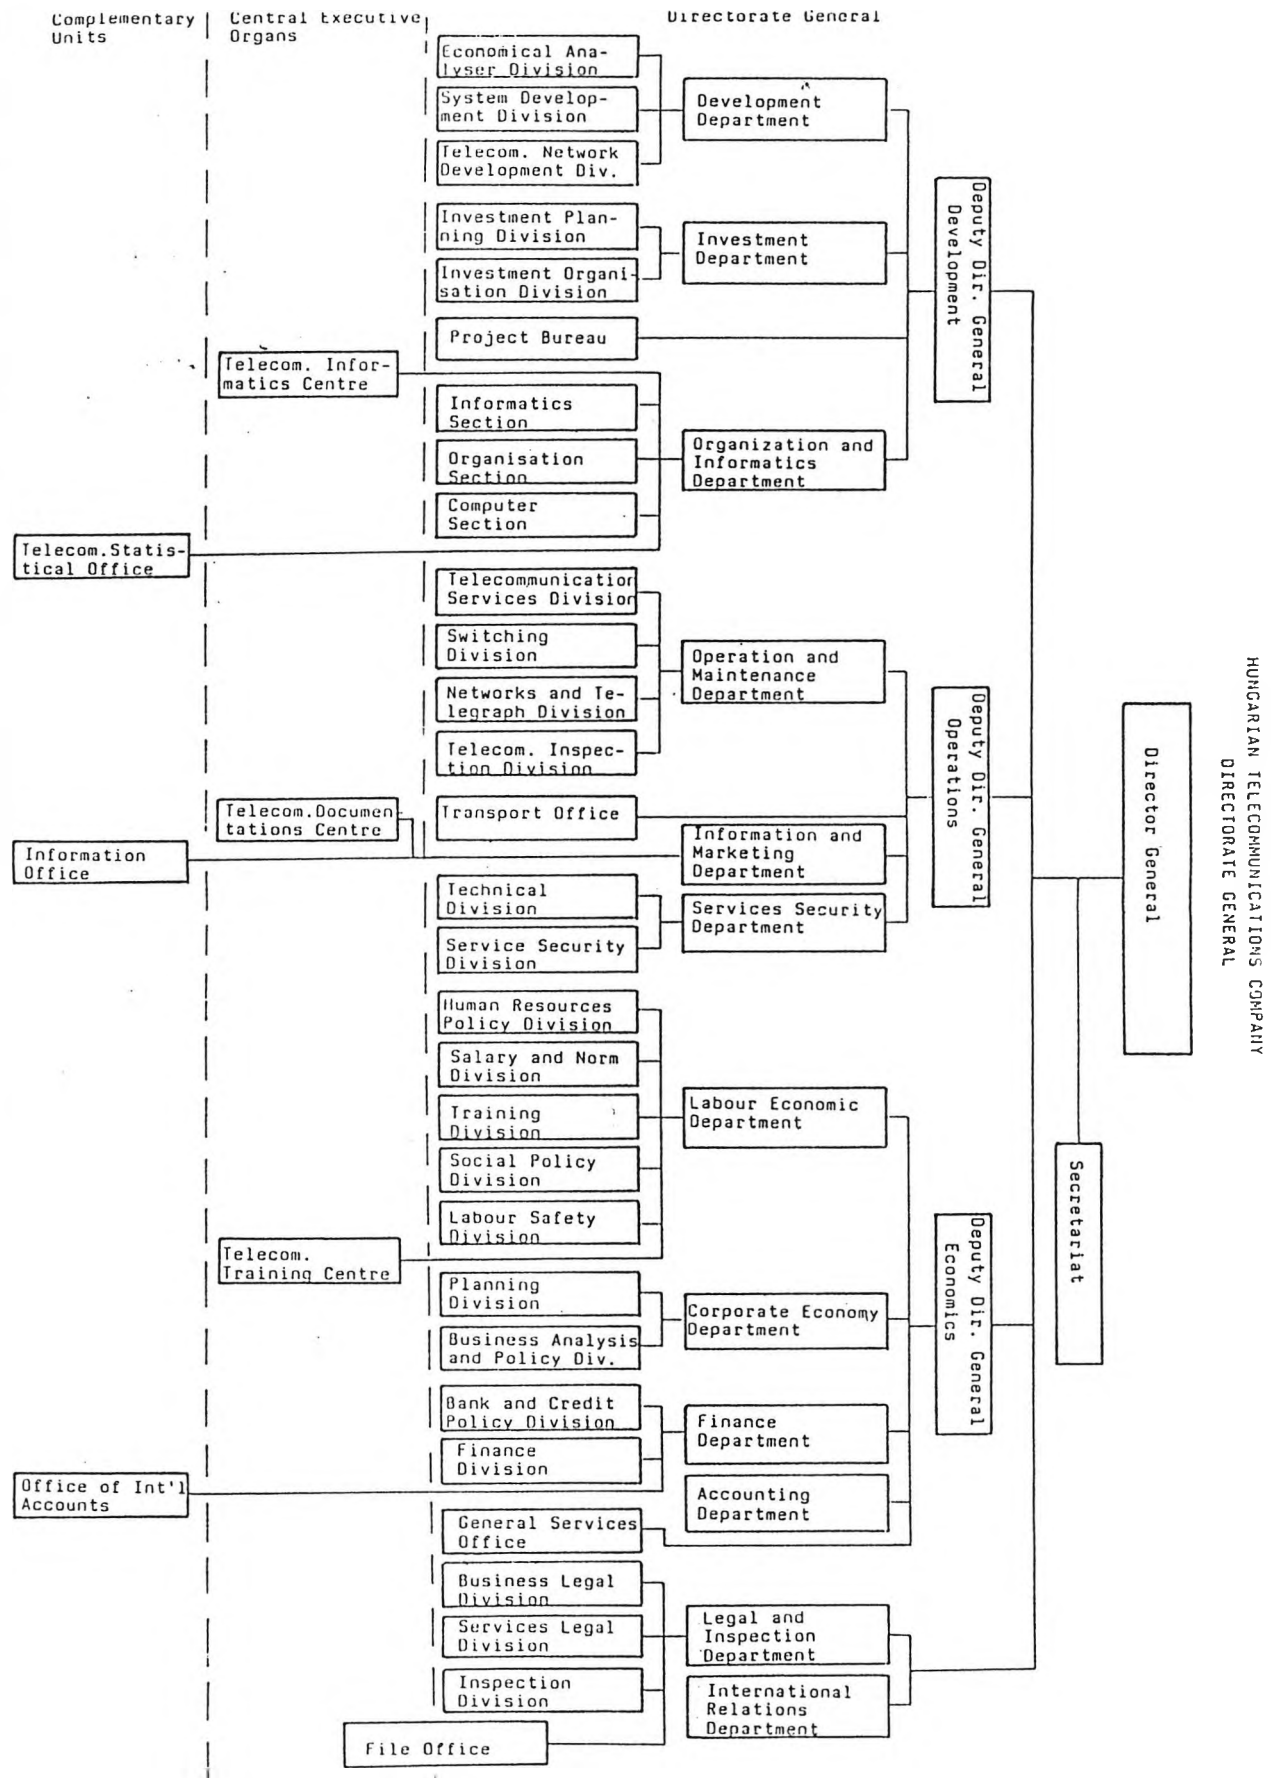 Complementary
Units
Central Executive
Organs
Directorate General
Economical Ana-
lyser Division
System Develop-
ment Division
Telecom. Network
Development Div.
Development
Department
Investment Plan-
ning Division
Investment Organi-
sation Division
Investment
Department
Project Bureau
Deputy Dir. General
Development
Telecom. Infor-
matics Centre
Informatics
Section
Organisation
Section
Computer
Section
Organization and
Informatics
Department
Telecom.Statis-
tical Office
Telecommunication
Services Division
Switching
Division
Networks and Te-
legraph Division
Telecom. Inspec-
tion Division
Operation and
Maintenance
Department
Deputy Dir. General
Operations
Telecom.Documen-
tations Centre
Transport Office
Information
Office
Information and
Marketing
Department
Technical
Division
Service Security
Division
Services Security
Department
HUNGARIAN TELECOMMUNICATIONS COMPANY
DIRECTORATE GENERAL
Director General
Secretariat
Human Resources
Policy Division
Salary and Norm
Division
Training
Division
Social Policy
Division
Labour Safety
Division
Labour Economic
Department
Telecom.
Training Centre
Planning
Division
Business Analysis
and Policy Div.
Corporate Economy
Department
Deputy Dir. General
Economics
Bank and Credit
Policy Division
Finance
Division
Finance
Department
Office of Int'l
Accounts
Accounting
Department
General Services
Office
Business Legal
Division
Services Legal
Division
Inspection
Division
Legal and
Inspection
Department
International
Relations
Department
File Office